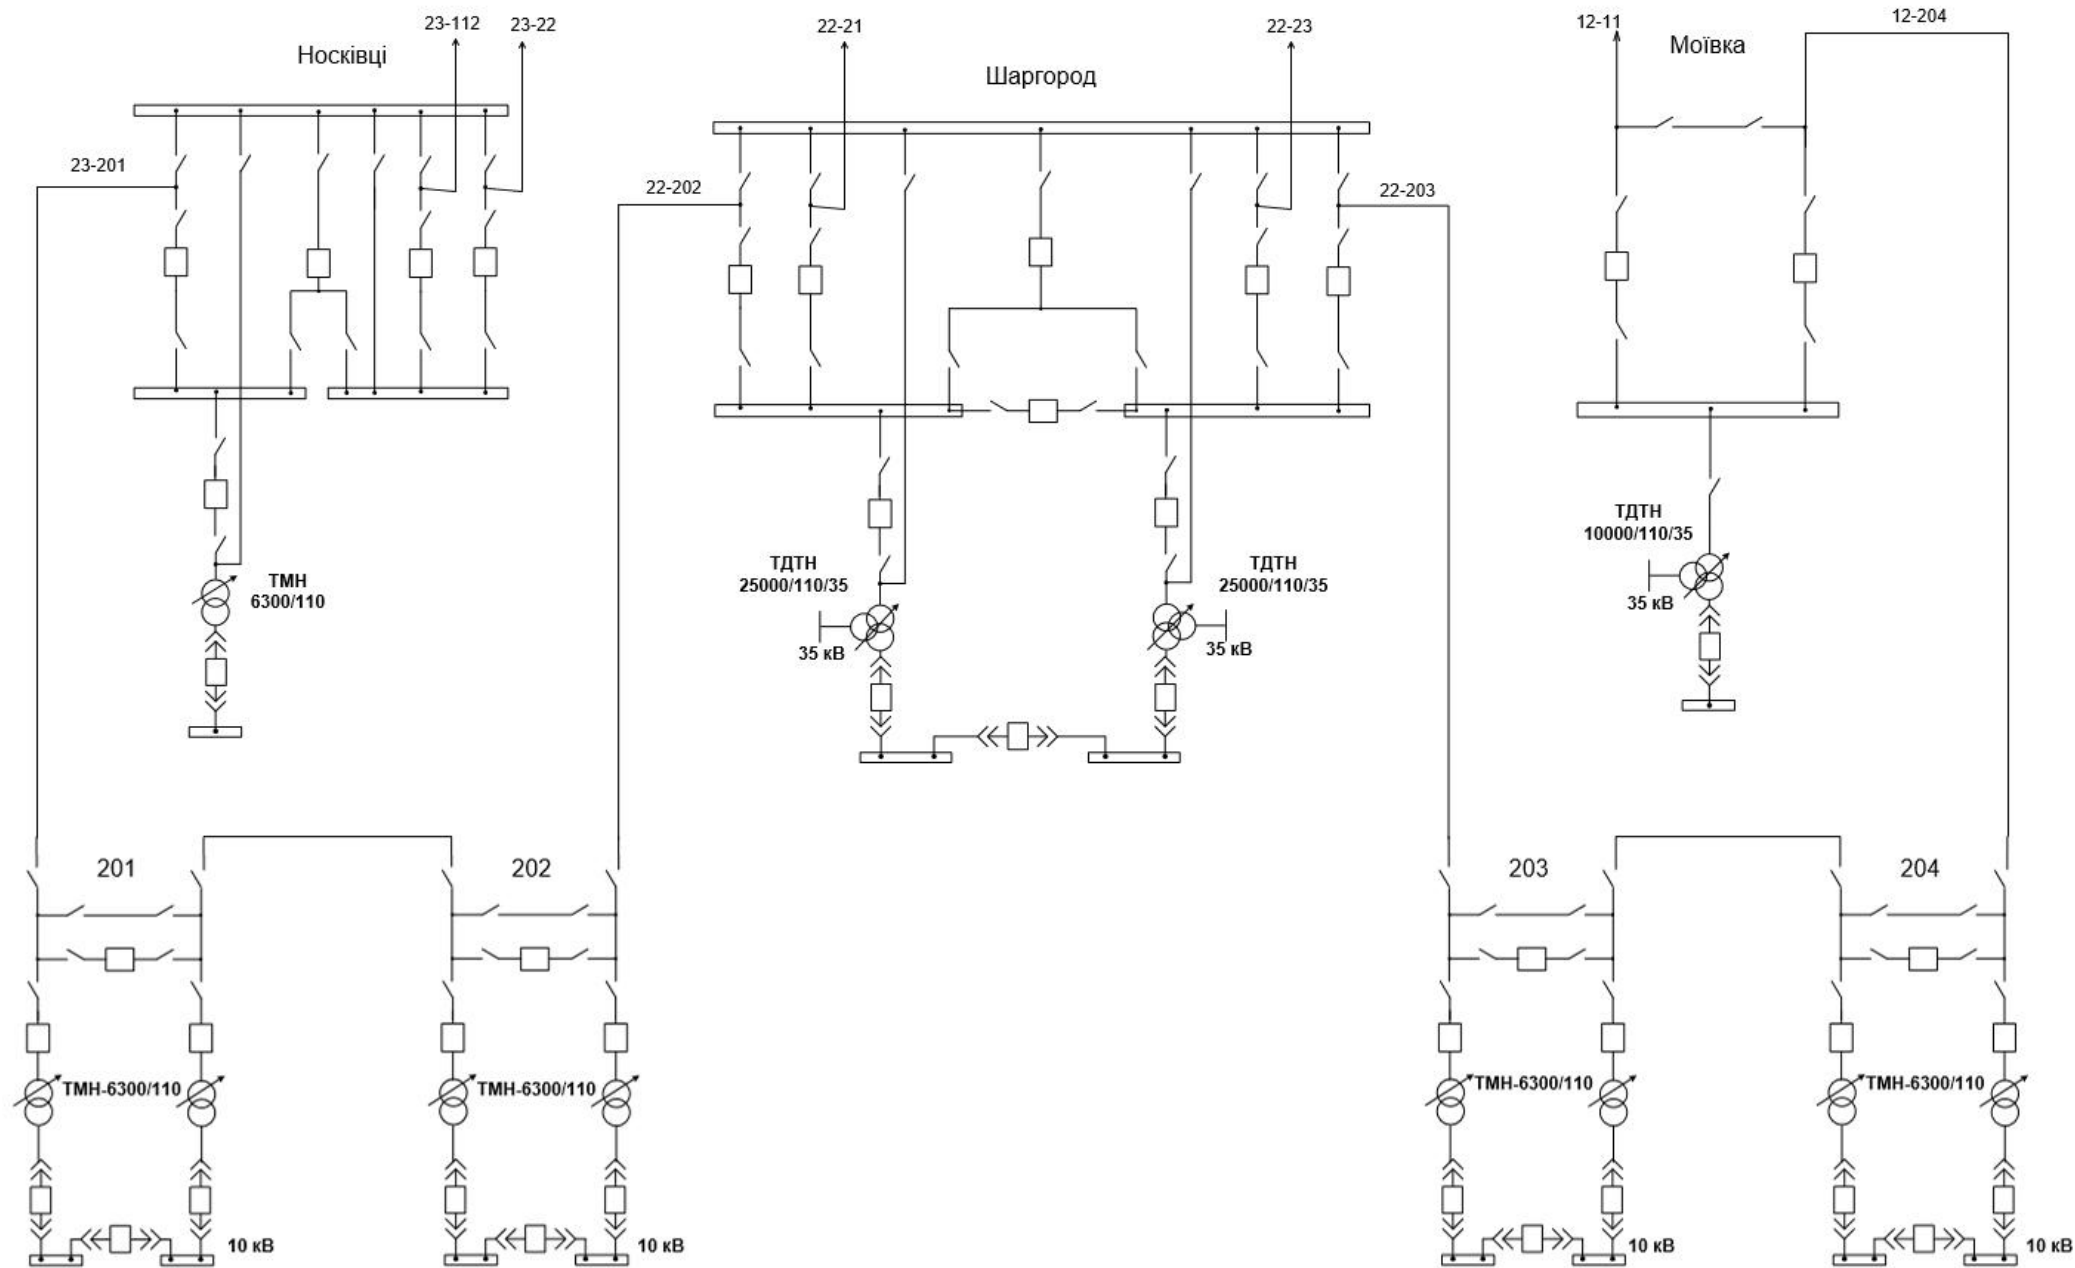 23-112
23-22
22-21
22-23
12-11
12-204
Носківці
Шаргород
Моївка
23-201
22-202
22-203
ТМН
6300/110
ТДТН
25000/110/35
35 кВ
ТДТН
25000/110/35
35 кВ
ТДТН
10000/110/35
35 кВ
201
202
203
204
ТМН-6300/110
ТМН-6300/110
ТМН-6300/110
ТМН-6300/110
10 кВ
10 кВ
10 кВ
10 кВ